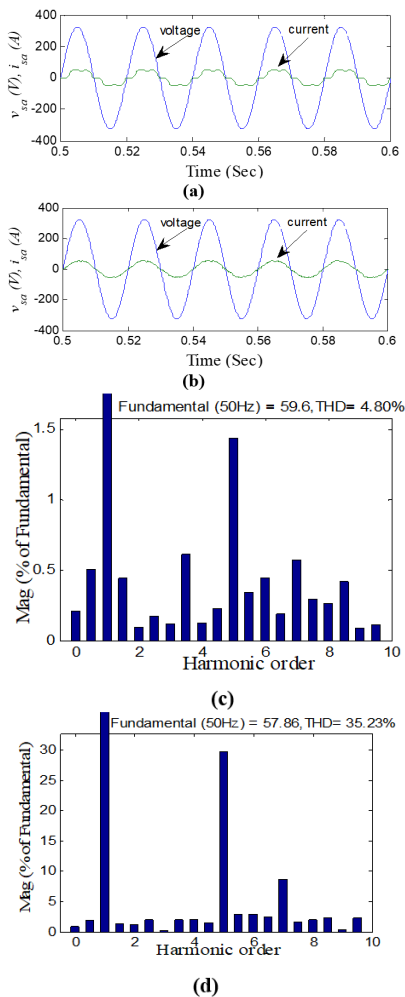 400
200
0
-200
-400
v_sa (V), i_sa (A)
voltage
current
0.5 0.52 0.54 0.56 0.58 0.6
Time (Sec)
(a)
400
200
0
-200
-400
v_sa (V), i_sa (A)
voltage
current
0.5 0.52 0.54 0.56 0.58 0.6
Time (Sec)
(b)
Fundamental (50Hz) = 59.6, THD= 4.80%
1.5
1
0.5
0
Mag (% of Fundamental)
0 2 4 6 8 10
Harmonic order
(c)
Fundamental (50Hz) = 57.86, THD= 35.23%
30
25
20
15
10
5
0
Mag (% of Fundamental)
0 2 4 6 8 10
Harmonic order
(d)